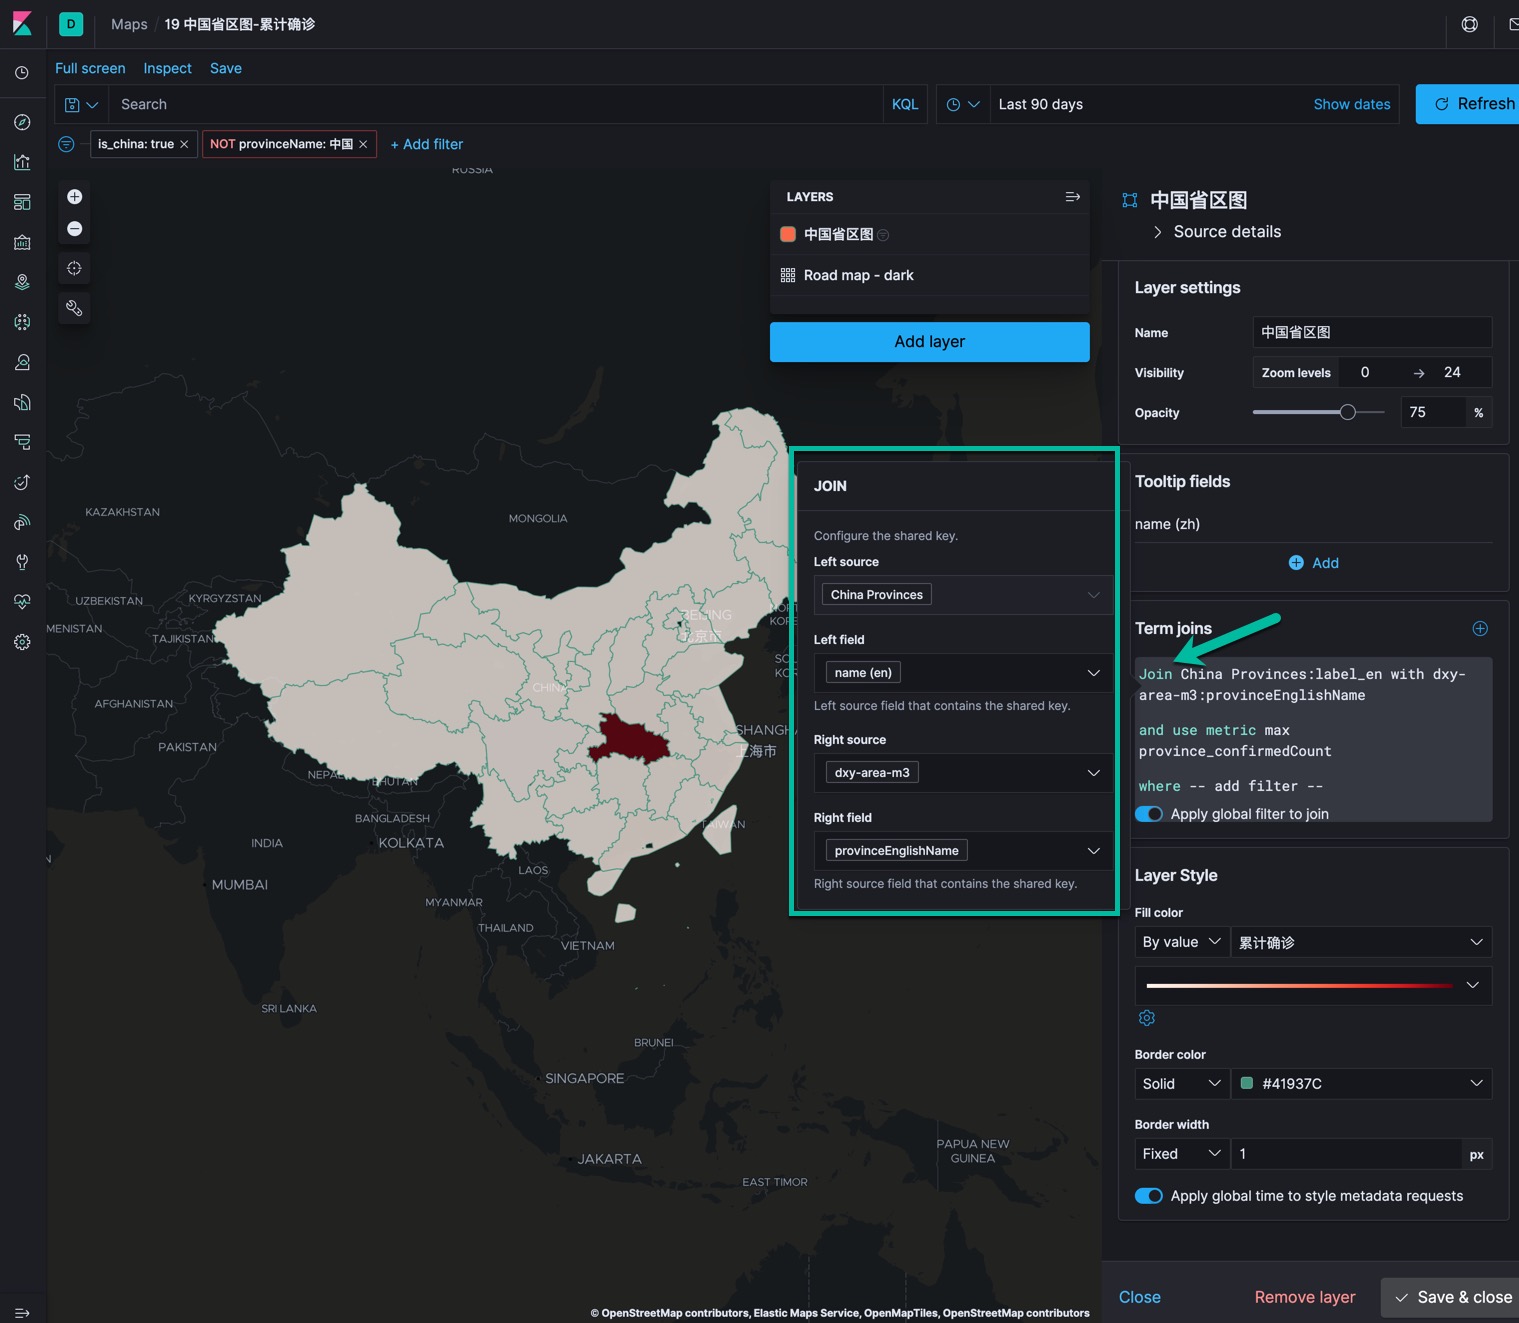 D
Maps / 19 中国省区图-累计确诊
Full screen Inspect Save
Search KQL Last 90 days Show dates Refresh
is_china: true × NOT provinceName: 中国 × + Add filter
RUSSIA
LAYERS
中国省区图
Road map - dark
Add layer
KAZAKHSTAN
MONGOLIA
UZBEKISTAN
KYRGYZSTAN
MENISTAN
TAJIKISTAN
BEIJING
北京市
CHINA
AFGHANISTAN
PAKISTAN
SHANGHA
上海市
NEPAL
BHUTAN
BANGLADESH
TAIWAN
INDIA
KOLKATA
LAOS
MUMBAI
MYANMAR
THAILAND
VIETNAM
SRI LANKA
BRUNEI
SINGAPORE
JAKARTA
PAPUA NEW
GUINEA
EAST TIMOR
JOIN
Configure the shared key.
Left source
China Provinces
Left field
name (en)
Left source field that contains the shared key.
Right source
dxy-area-m3
Right field
provinceEnglishName
Right source field that contains the shared key.
中国省区图
Source details
Layer settings
Name 中国省区图
Visibility Zoom levels 0 → 24
Opacity 75 %
Tooltip fields
name (zh)
Add
Term joins
Join China Provinces:label_en with dxy-
area-m3:provinceEnglishName
and use metric max
province_confirmedCount
where -- add filter --
Apply global filter to join
Layer Style
Fill color
By value 累计确诊
Border color
Solid #41937C
Border width
Fixed 1 px
Apply global time to style metadata requests
Close Remove layer Save & close
© OpenStreetMap contributors, Elastic Maps Service, OpenMapTiles, OpenStreetMap contributors